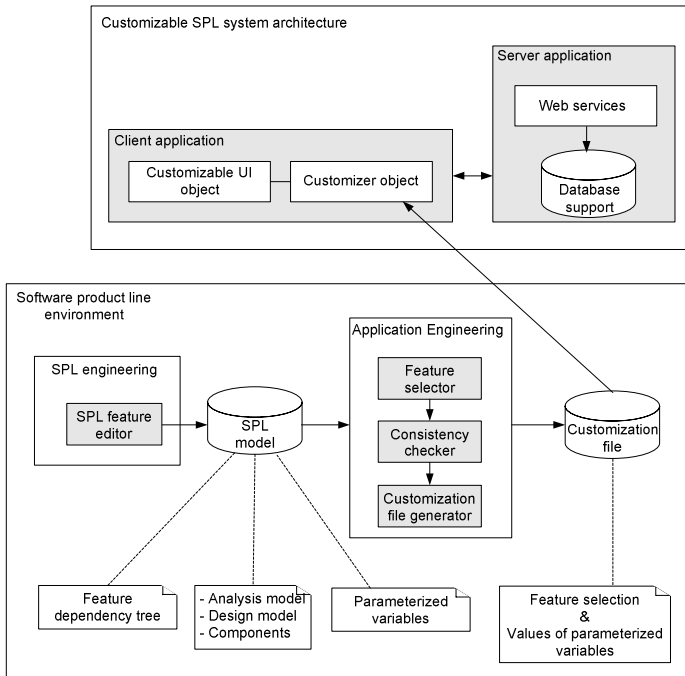 Customizable SPL system architecture
Server application
Web services
Database
support
Client application
Customizable UI
object
Customizer object
Software product line
environment
SPL engineering
SPL feature
editor
SPL
model
Application Engineering
Feature
selector
Consistency
checker
Customization
file generator
Customization
file
Feature
dependency tree
- Analysis model
- Design model
- Components
Parameterized
variables
Feature selection
&
Values of parameterized
variables